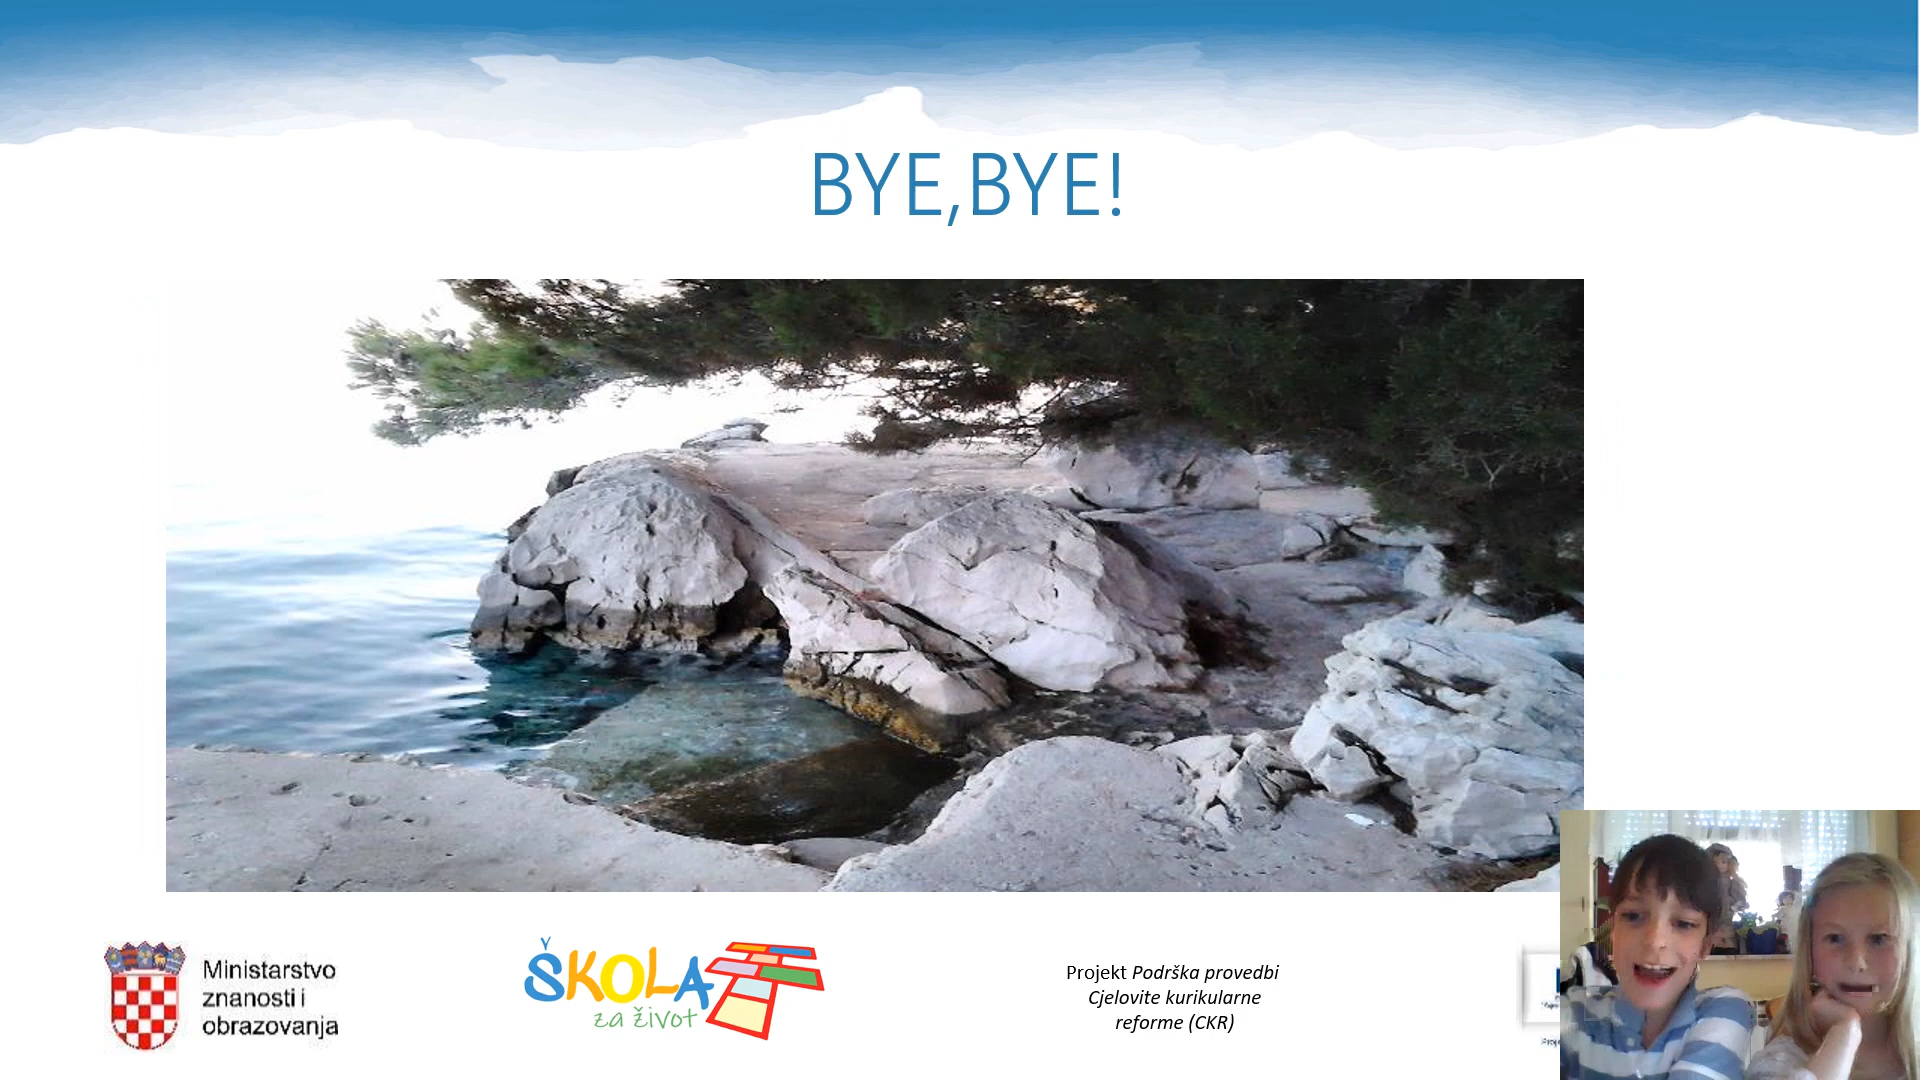 BYE,BYE!
Ministarstvo
znanosti i
obrazovanja
ŠKOLA
za život
Projekt Podrška provedbi
Cjelovite kurikularne
reforme (CKR)